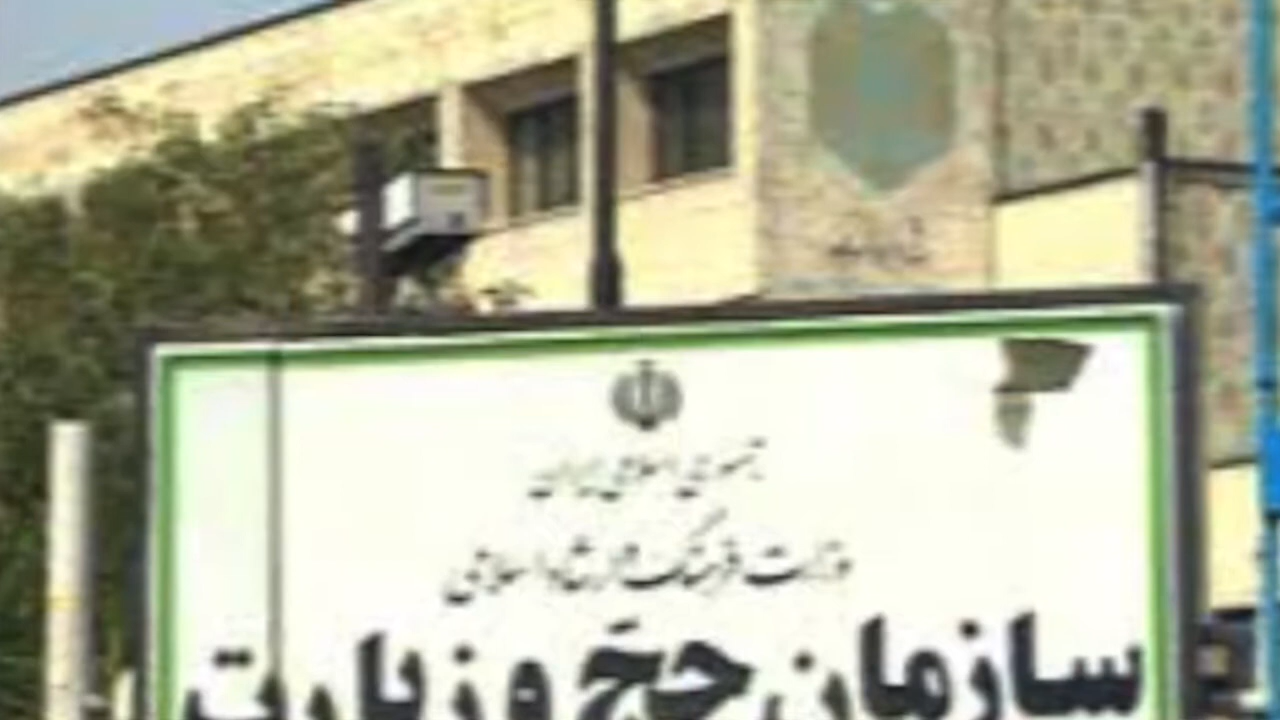 جمهوری اسلامی ایران
وزارت فرهنگ و ارشاد اسلامی
سازمان حج و زیارت